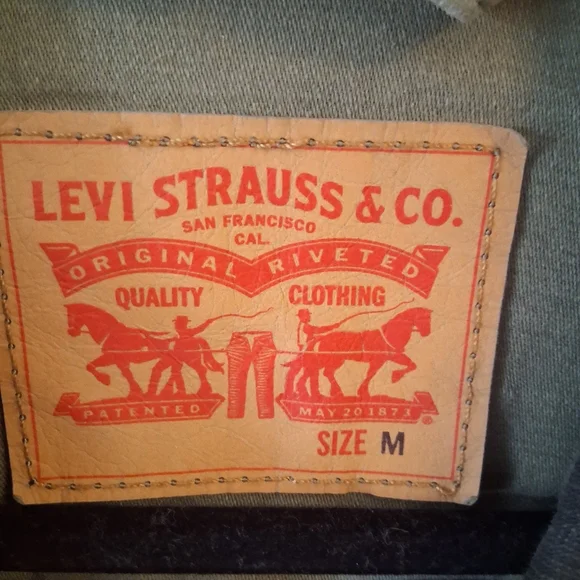 LEVI STRAUSS & CO.
SAN FRANCISCO
CAL.
ORIGINAL RIVETED
QUALITY CLOTHING
PATENTED MAY 20 1873 ®
SIZE M